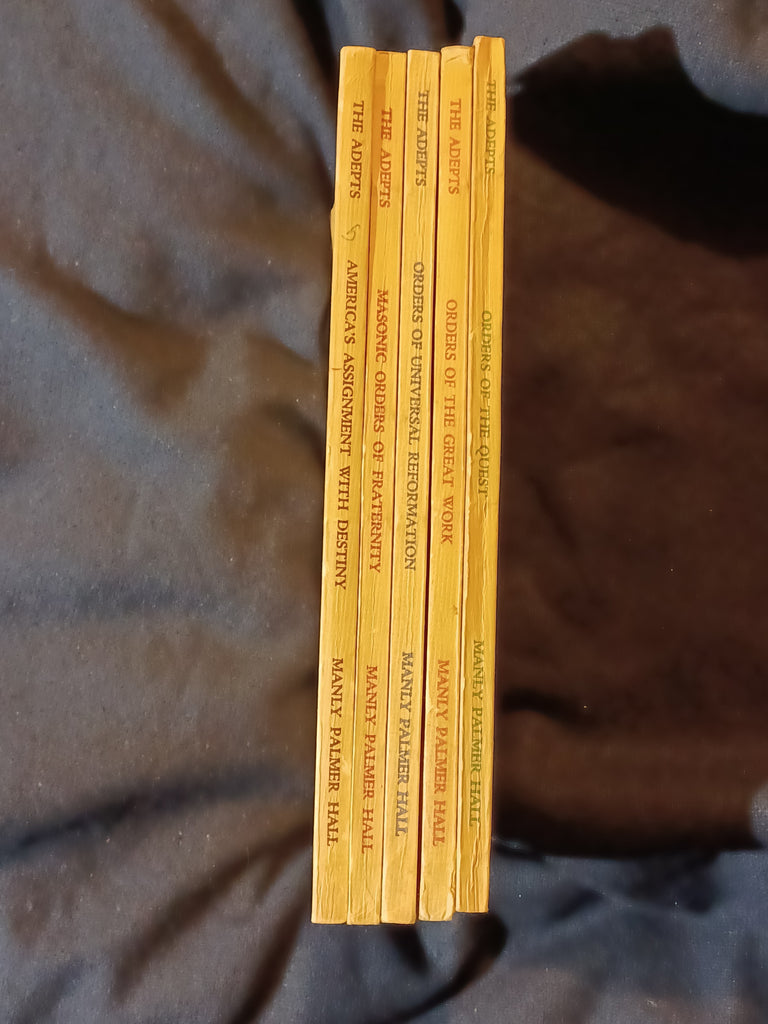 THE ADEPTS AMERICA'S ASSIGNMENT WITH DESTINY MANLY PALMER HALL
THE ADEPTS MASONIC ORDERS OF FRATERNITY MANLY PALMER HALL
THE ADEPTS ORDERS OF UNIVERSAL REFORMATION MANLY PALMER HALL
THE ADEPTS ORDERS OF THE GREAT WORK MANLY PALMER HALL
THE ADEPTS ORDERS OF THE QUEST MANLY PALMER HALL